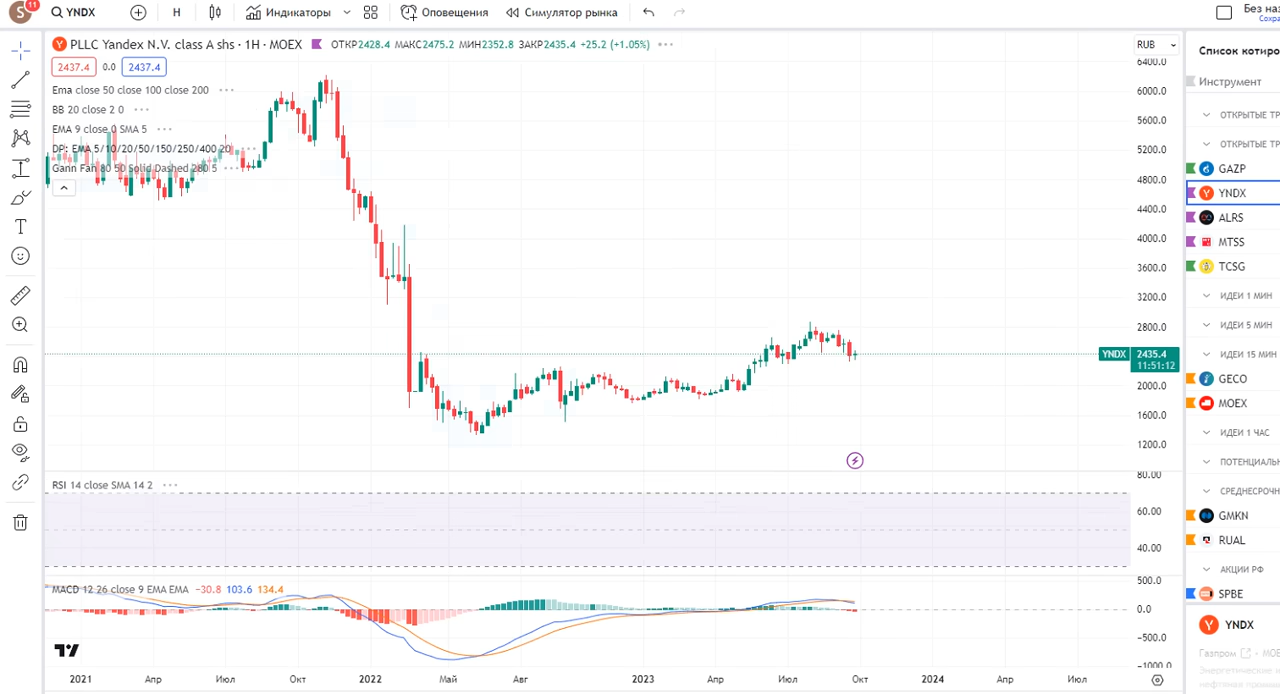 S 11 YNDX Н Индикаторы Оповещения Симулятор рынка Без наз
Сохра
Y PLLC Yandex N.V. class A shs · 1Н · MOEX ОТКР2428.4 МАКС2475.2 МИН2352.8 ЗАКР2435.4 +25.2 (+1.05%) RUB
Список котиро
2437.4 0.0 2437.4
6400.0
Инструмент
Ema close 50 close 100 close 200
6000.0
BB 20 close 2 0
ОТКРЫТЫЕ ТР
5600.0
EMA 9 close 0 SMA 5
ОТКРЫТЫЕ ТР
DP: EMA 5/10/20/50/150/250/400 20
5200.0
Gann Fan 80 50 Solid Dashed 280 5
GAZP
4800.0
Y YNDX
4400.0
ALRS
4000.0
MTSS
3600.0
TCSG
3200.0
ИДЕИ 1 МИН
2800.0
ИДЕИ 5 МИН
YNDX 2435.4
11:51:12
ИДЕИ 15 МИН
2000.0
GECO
1600.0
MOEX
1200.0
ИДЕИ 1 ЧАС
ПОТЕНЦИАЛЬН
RSI 14 close SMA 14 2
80.00
СРЕДНЕСРОЧН
60.00
GMKN
40.00
RUAL
АКЦИИ РФ
MACD 12 26 close 9 EMA EMA −30.8 103.6 134.4
500.0
SPBE
0.0
Y YNDX
−500.0
Газпром · MOE
−1000.0
Энергетические
нефтяная промыш
2021 Апр Июл Окт 2022 Май Авг 2023 Апр Июл Окт 2024 Апр Июл